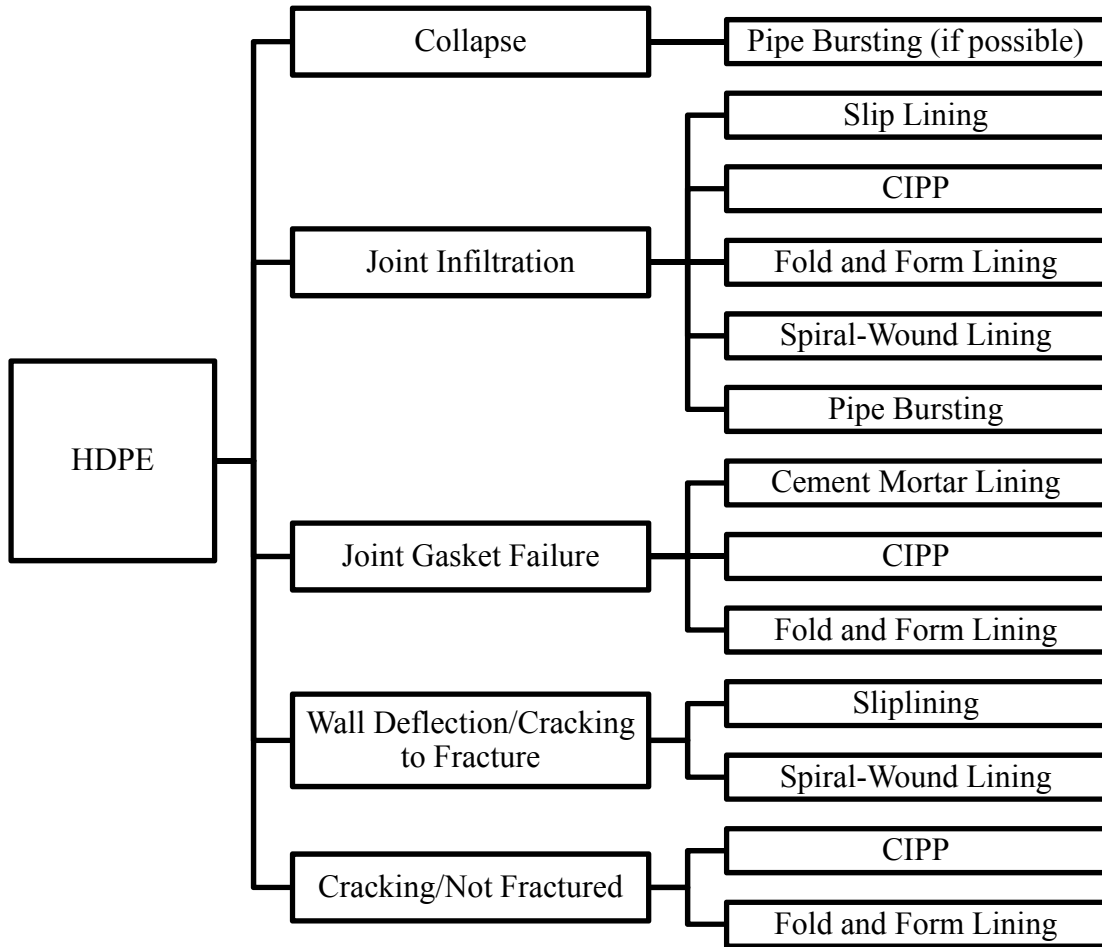 Collapse
Pipe Bursting (if possible)
Slip Lining
CIPP
Joint Infiltration
Fold and Form Lining
Spiral-Wound Lining
Pipe Bursting
HDPE
Cement Mortar Lining
Joint Gasket Failure
CIPP
Fold and Form Lining
Wall Deflection/Cracking
to Fracture
Sliplining
Spiral-Wound Lining
Cracking/Not Fractured
CIPP
Fold and Form Lining